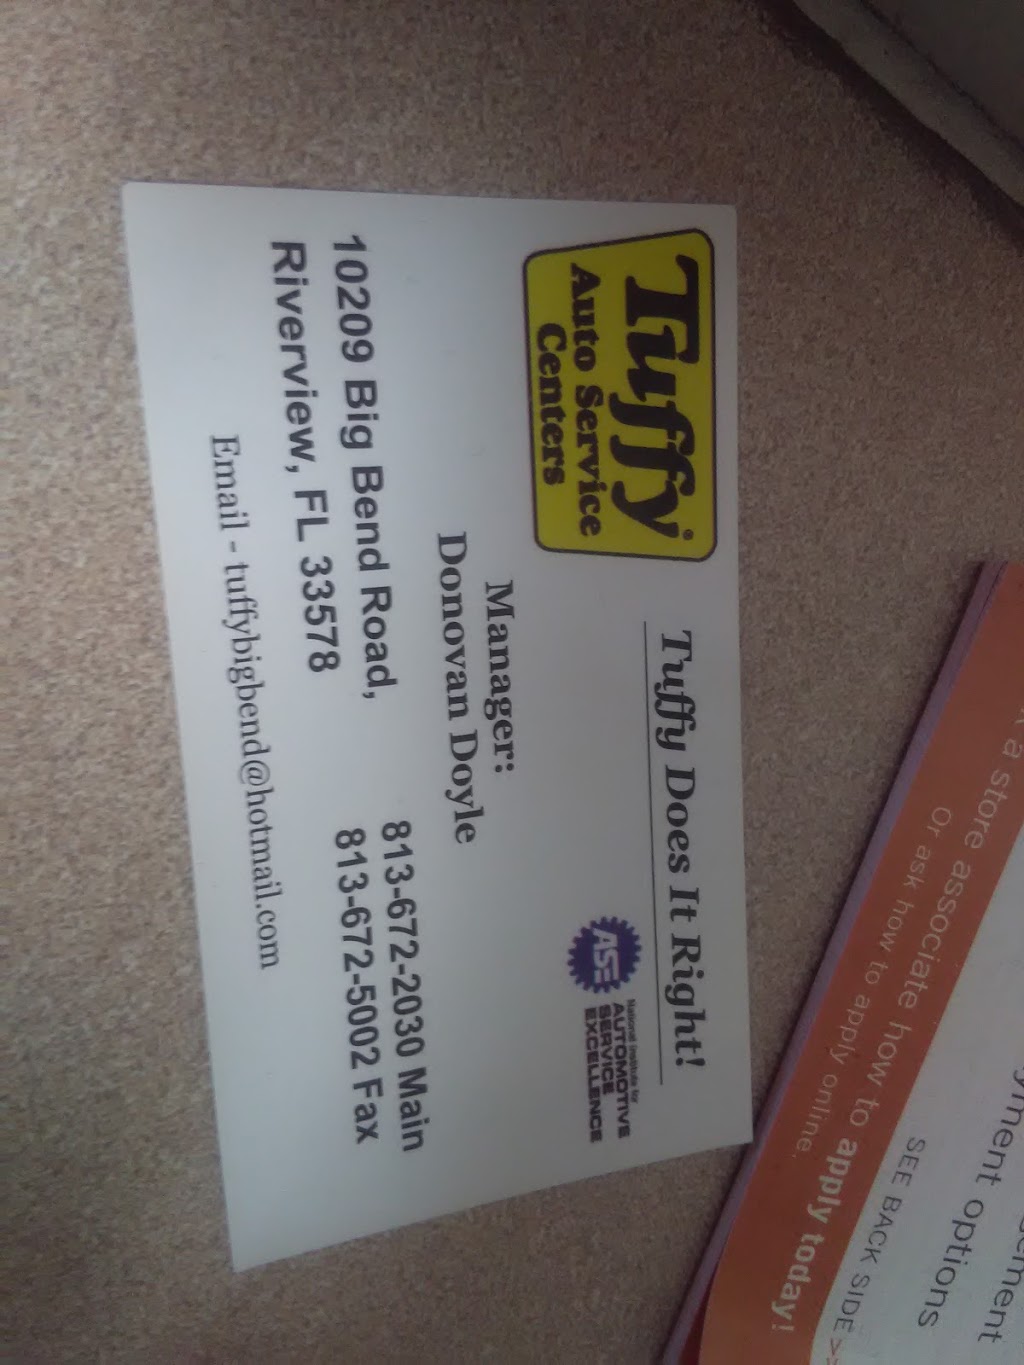 Tuffy
Auto Service
Centers
Tuffy Does It Right!
ASE
National Institute for
AUTOMOTIVE
SERVICE
EXCELLENCE
Manager:
Donovan Doyle
10209 Big Bend Road,
Riverview, FL 33578
813-672-2030 Main
813-672-5002 Fax
Email - tuffybigbend@hotmail.com
options
SEE BACK SIDE >>
a store associate how to apply today!
Or ask how to apply online.